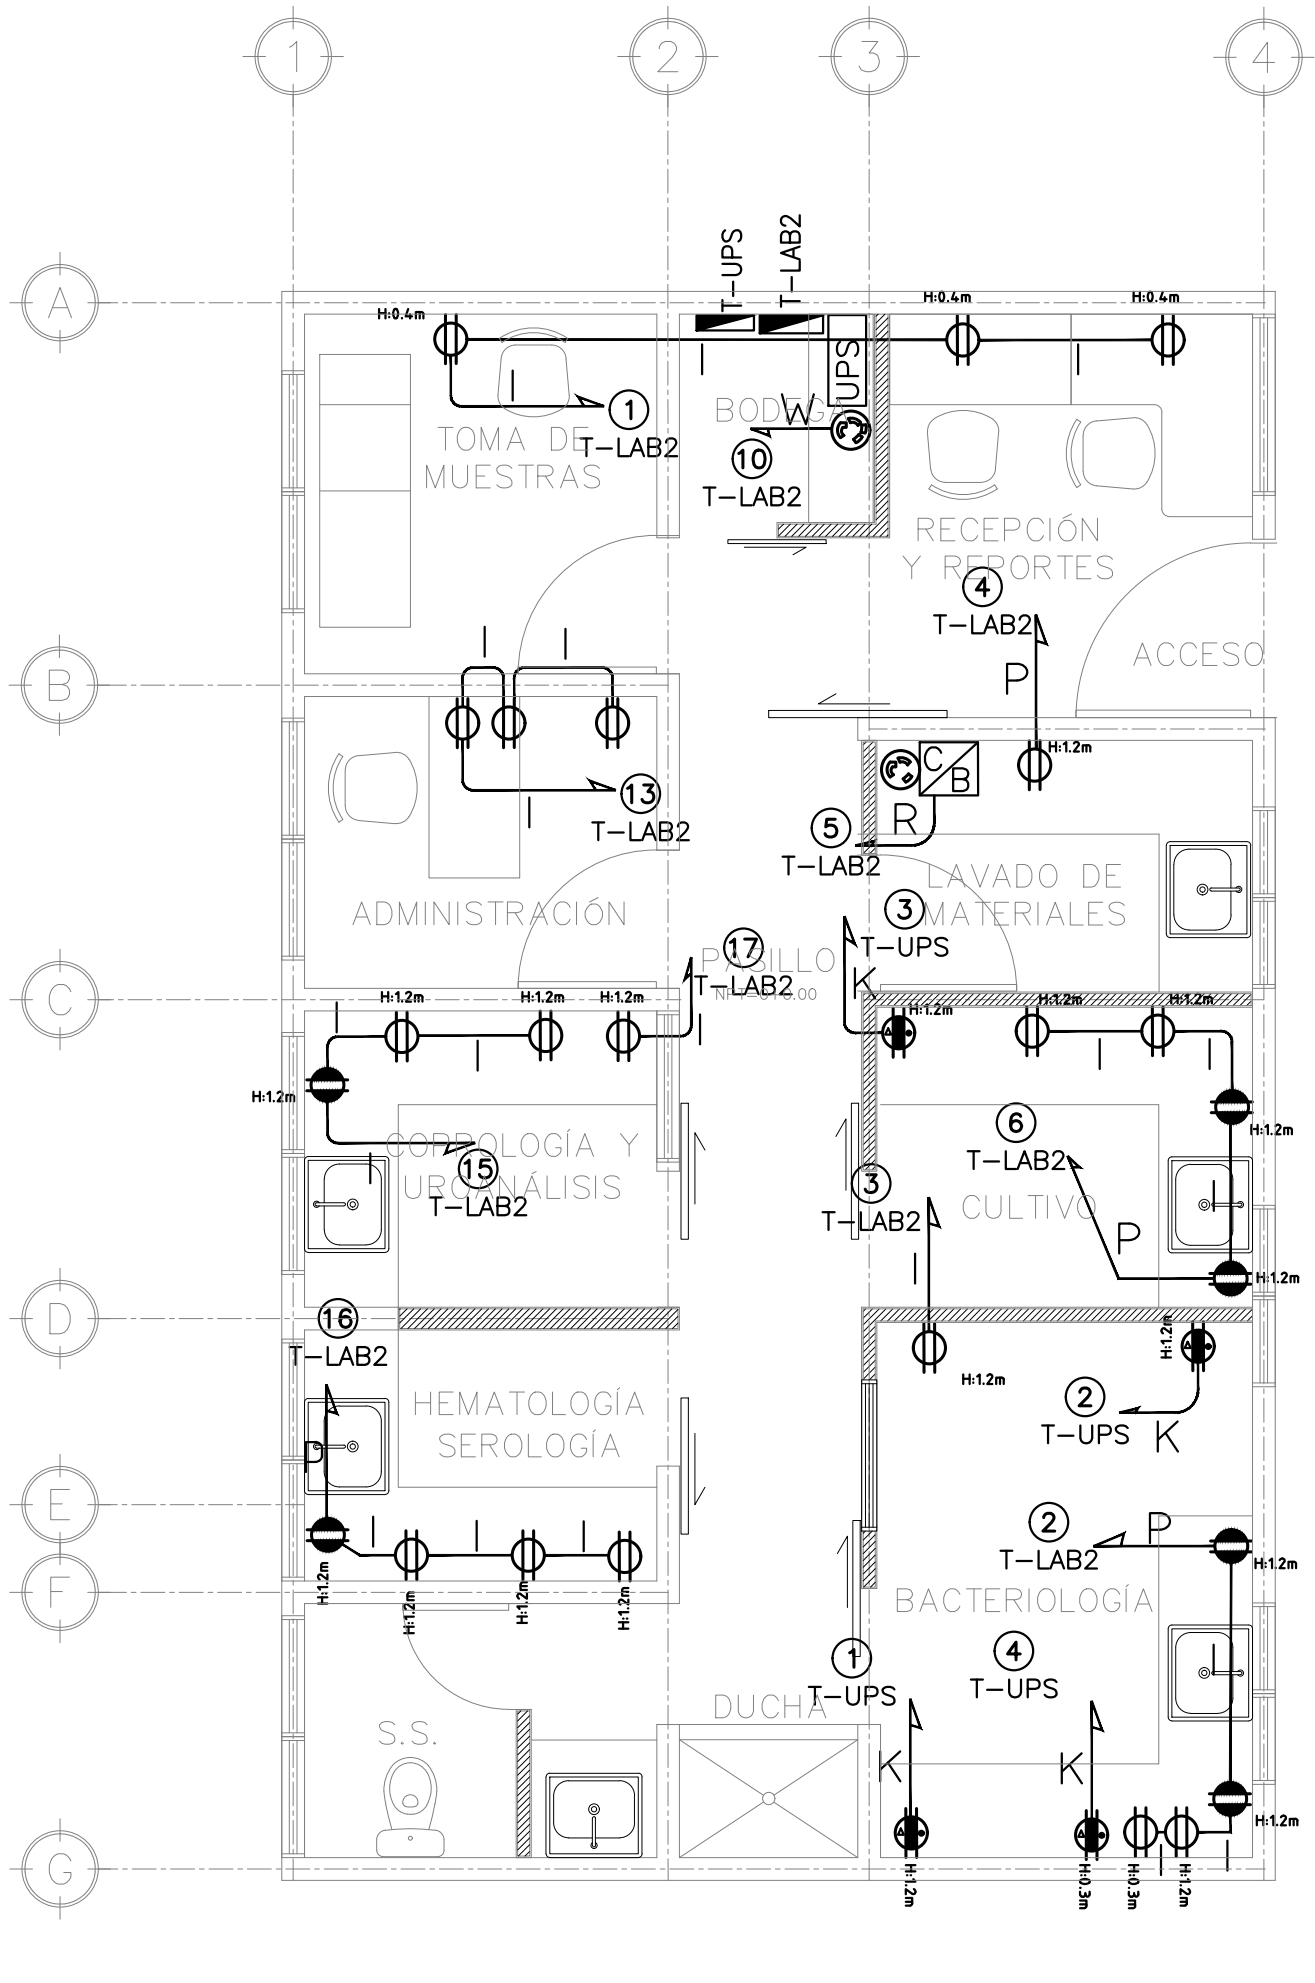 1
2
3
4
T-UPS
T-LAB2
A
H:0.4m
H:0.4m
H:0.4m
I
I
I
UPS
W
BODEGA
1
T-LAB2
TOMA DE
MUESTRAS
10
T-LAB2
RECEPCIÓN
Y REPORTES
4
T-LAB2
P
ACCESO
B
I
I
H:1.2m
C
B
R
13
T-LAB2
I
5
T-LAB2
LAVADO DE
MATERIALES
ADMINISTRACIÓN
3
T-UPS
17
T-LAB2
PASILLO
K
C
H:1.2m
H:1.2m
H:1.2m
H:1.2m
H:1.2m
H:1.2m
I
I
I
I
I
H:1.2m
H:1.2m
6
T-LAB2
COPROLOGÍA Y
UROANÁLISIS
I
15
T-LAB2
3
T-LAB2
CULTIVO
I
P
I
H:1.2m
D
16
T-LAB2
H:1.2m
H:1.2m
2
T-UPS
K
HEMATOLOGÍA
SEROLOGÍA
P
E
I
I
I
2
T-LAB2
P
H:1.2m
F
H:1.2m
H:1.2m
H:1.2m
H:1.2m
BACTERIOLOGÍA
1
T-UPS
4
T-UPS
I
DUCHA
S.S.
K
K
H:1.2m
G
I
I
H:1.2m
H:0.3m
H:0.3m
H:1.2m